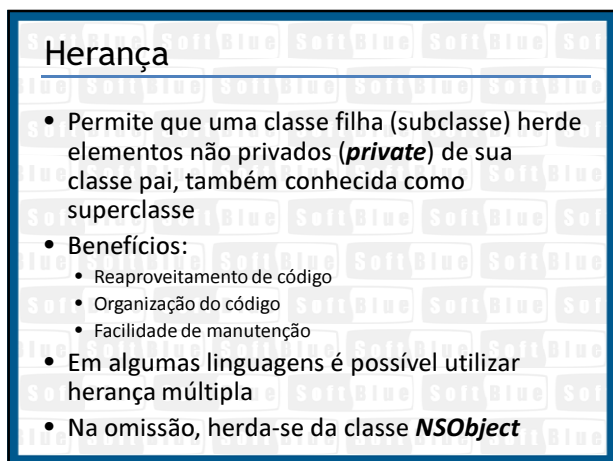 Herança
• Permite que uma classe filha (subclasse) herde
elementos não privados (private) de sua
classe pai, também conhecida como
superclasse
• Benefícios:
• Reaproveitamento de código
• Organização do código
• Facilidade de manutenção
• Em algumas linguagens é possível utilizar
herança múltipla
• Na omissão, herda-se da classe NSObject